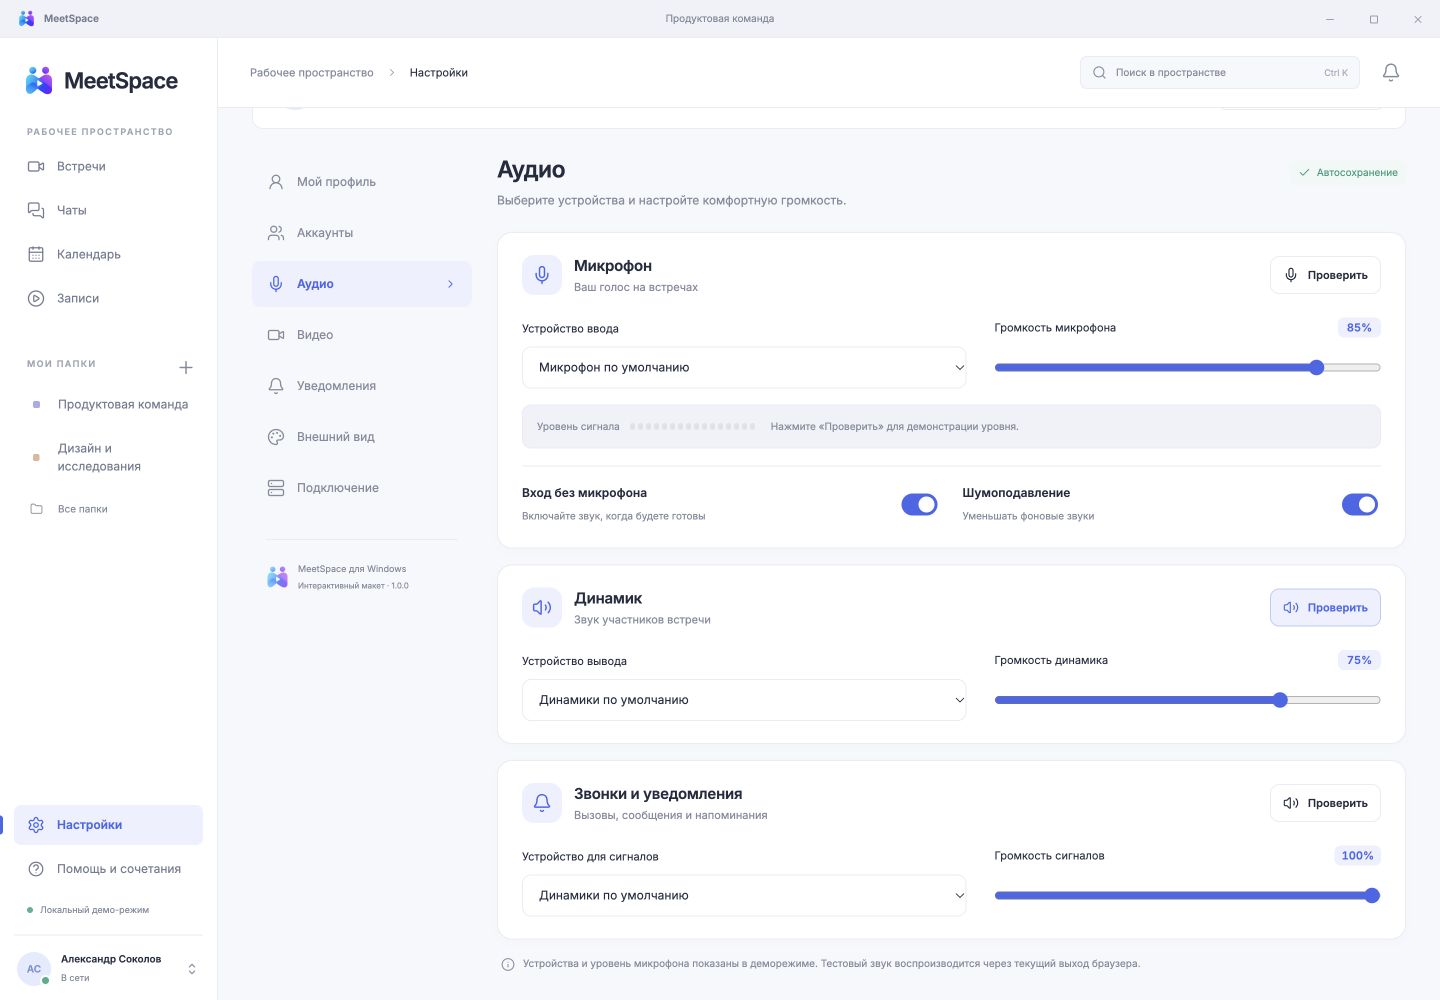 MeetSpace
Продуктовая команда
MeetSpace
Рабочее пространство
Настройки
Поиск в пространстве
Ctrl K
РАБОЧЕЕ ПРОСТРАНСТВО
Встречи
Чаты
Календарь
Записи
МОИ ПАПКИ
Продуктовая команда
Дизайн и
исследования
Все папки
Настройки
Помощь и сочетания
Локальный демо-режим
АС
Александр Соколов
В сети
Мой профиль
Аккаунты
Аудио
Видео
Уведомления
Внешний вид
Подключение
MeetSpace для Windows
Интерактивный макет · 1.0.0
Аудио
Автосохранение
Выберите устройства и настройте комфортную громкость.
Микрофон
Ваш голос на встречах
Проверить
Устройство ввода
Громкость микрофона
85%
Микрофон по умолчанию
Уровень сигнала
Нажмите «Проверить» для демонстрации уровня.
Вход без микрофона
Включайте звук, когда будете готовы
Шумоподавление
Уменьшать фоновые звуки
Динамик
Звук участников встречи
Проверить
Устройство вывода
Громкость динамика
75%
Динамики по умолчанию
Звонки и уведомления
Вызовы, сообщения и напоминания
Проверить
Устройство для сигналов
Громкость сигналов
100%
Динамики по умолчанию
Устройства и уровень микрофона показаны в деморежиме. Тестовый звук воспроизводится через текущий выход браузера.